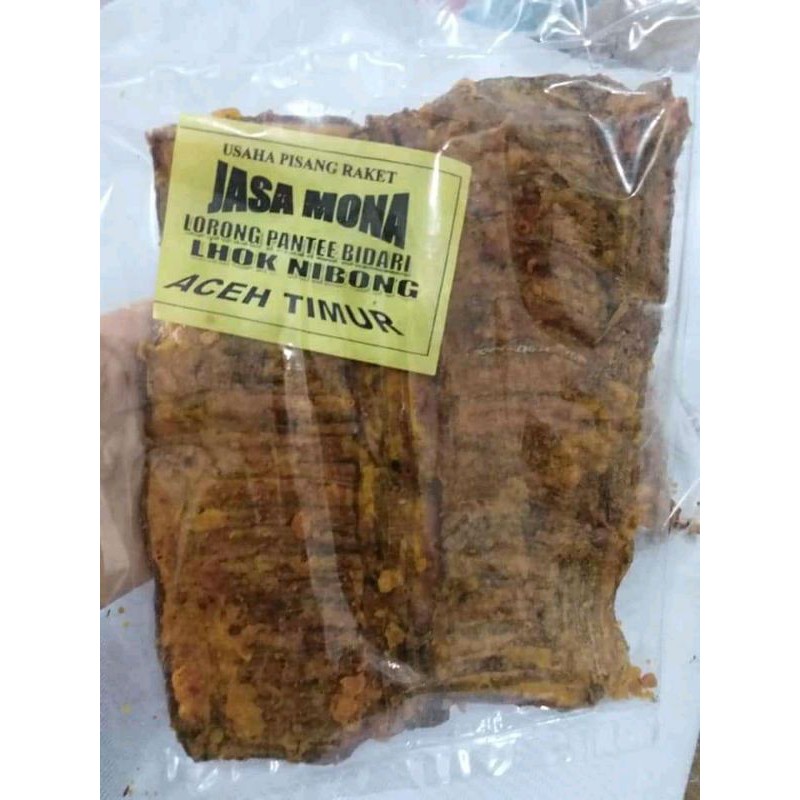 USAHA PISANG RAKET
JASA MONA
LORONG PANTEE BIDARI
LHOK NIBONG
ACEH TIMUR